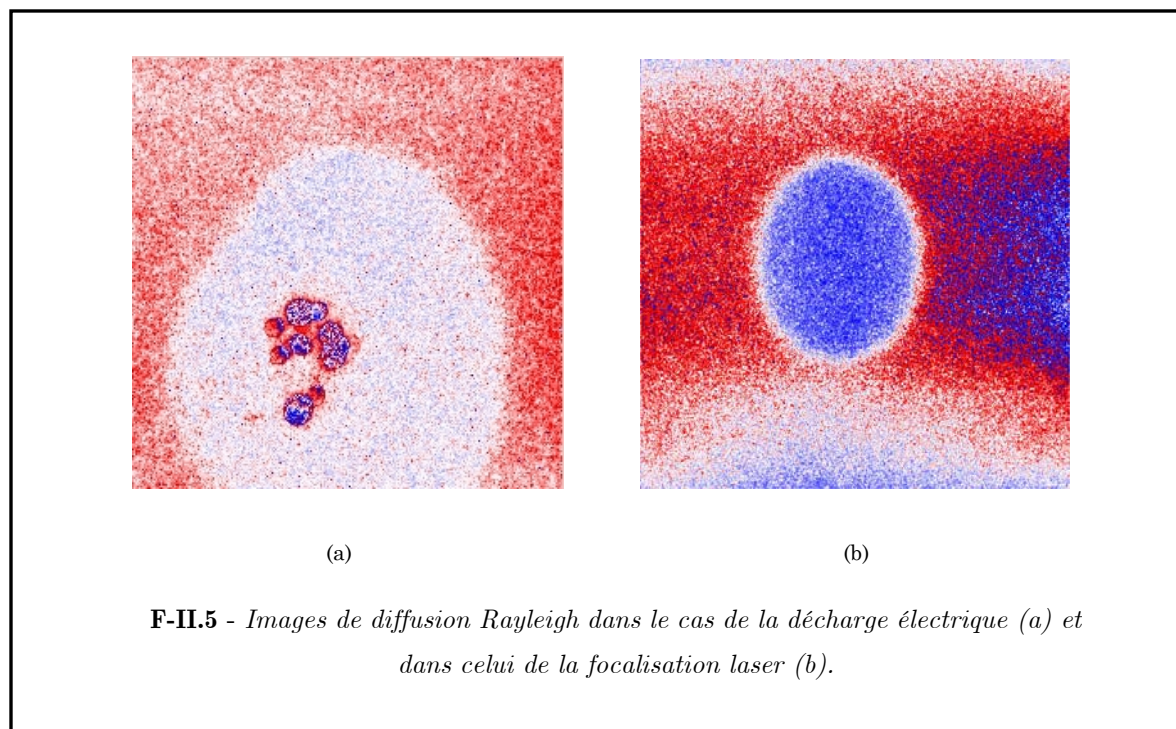 (a)
(b)
F-II.5 - Images de diffusion Rayleigh dans le cas de la décharge électrique (a) et
dans celui de la focalisation laser (b).